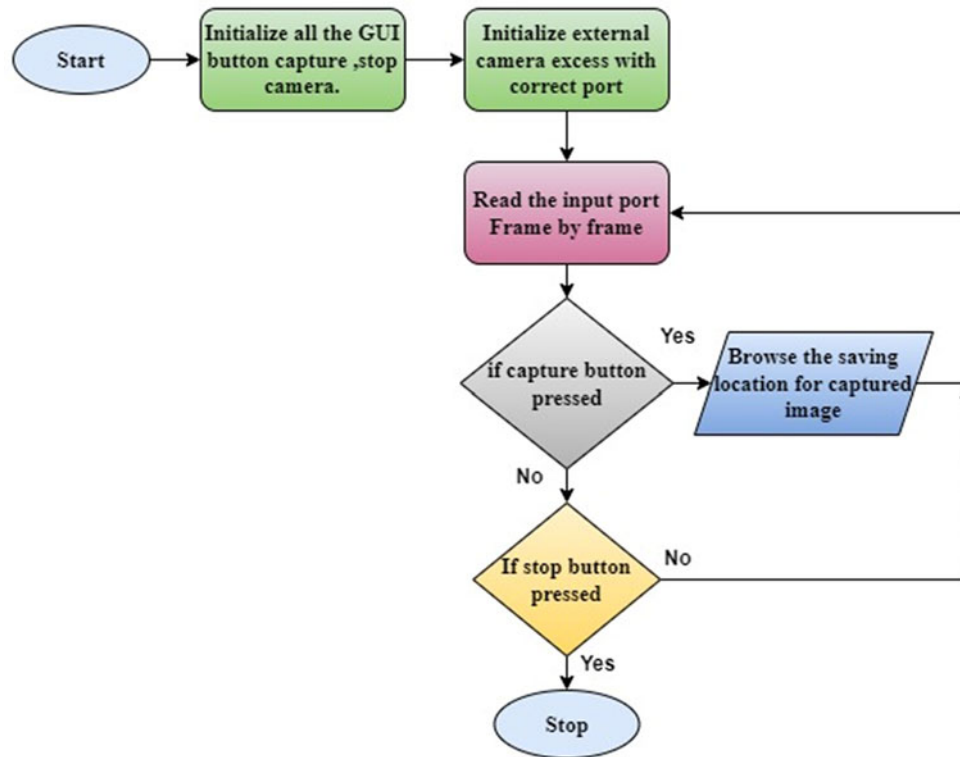 Start
Initialize all the GUI
button capture ,stop
camera.
Initialize external
camera excess with
correct port
Read the input port
Frame by frame
if capture button
pressed
Yes
Browse the saving
location for captured
image
No
If stop button
pressed
No
Yes
Stop